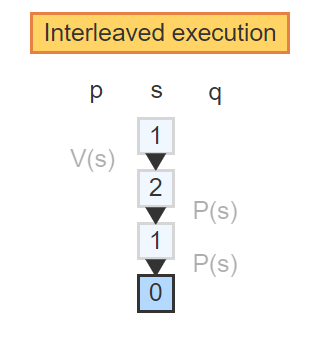 Interleaved execution
p s q
1
V(s)
2
P(s)
1
P(s)
0